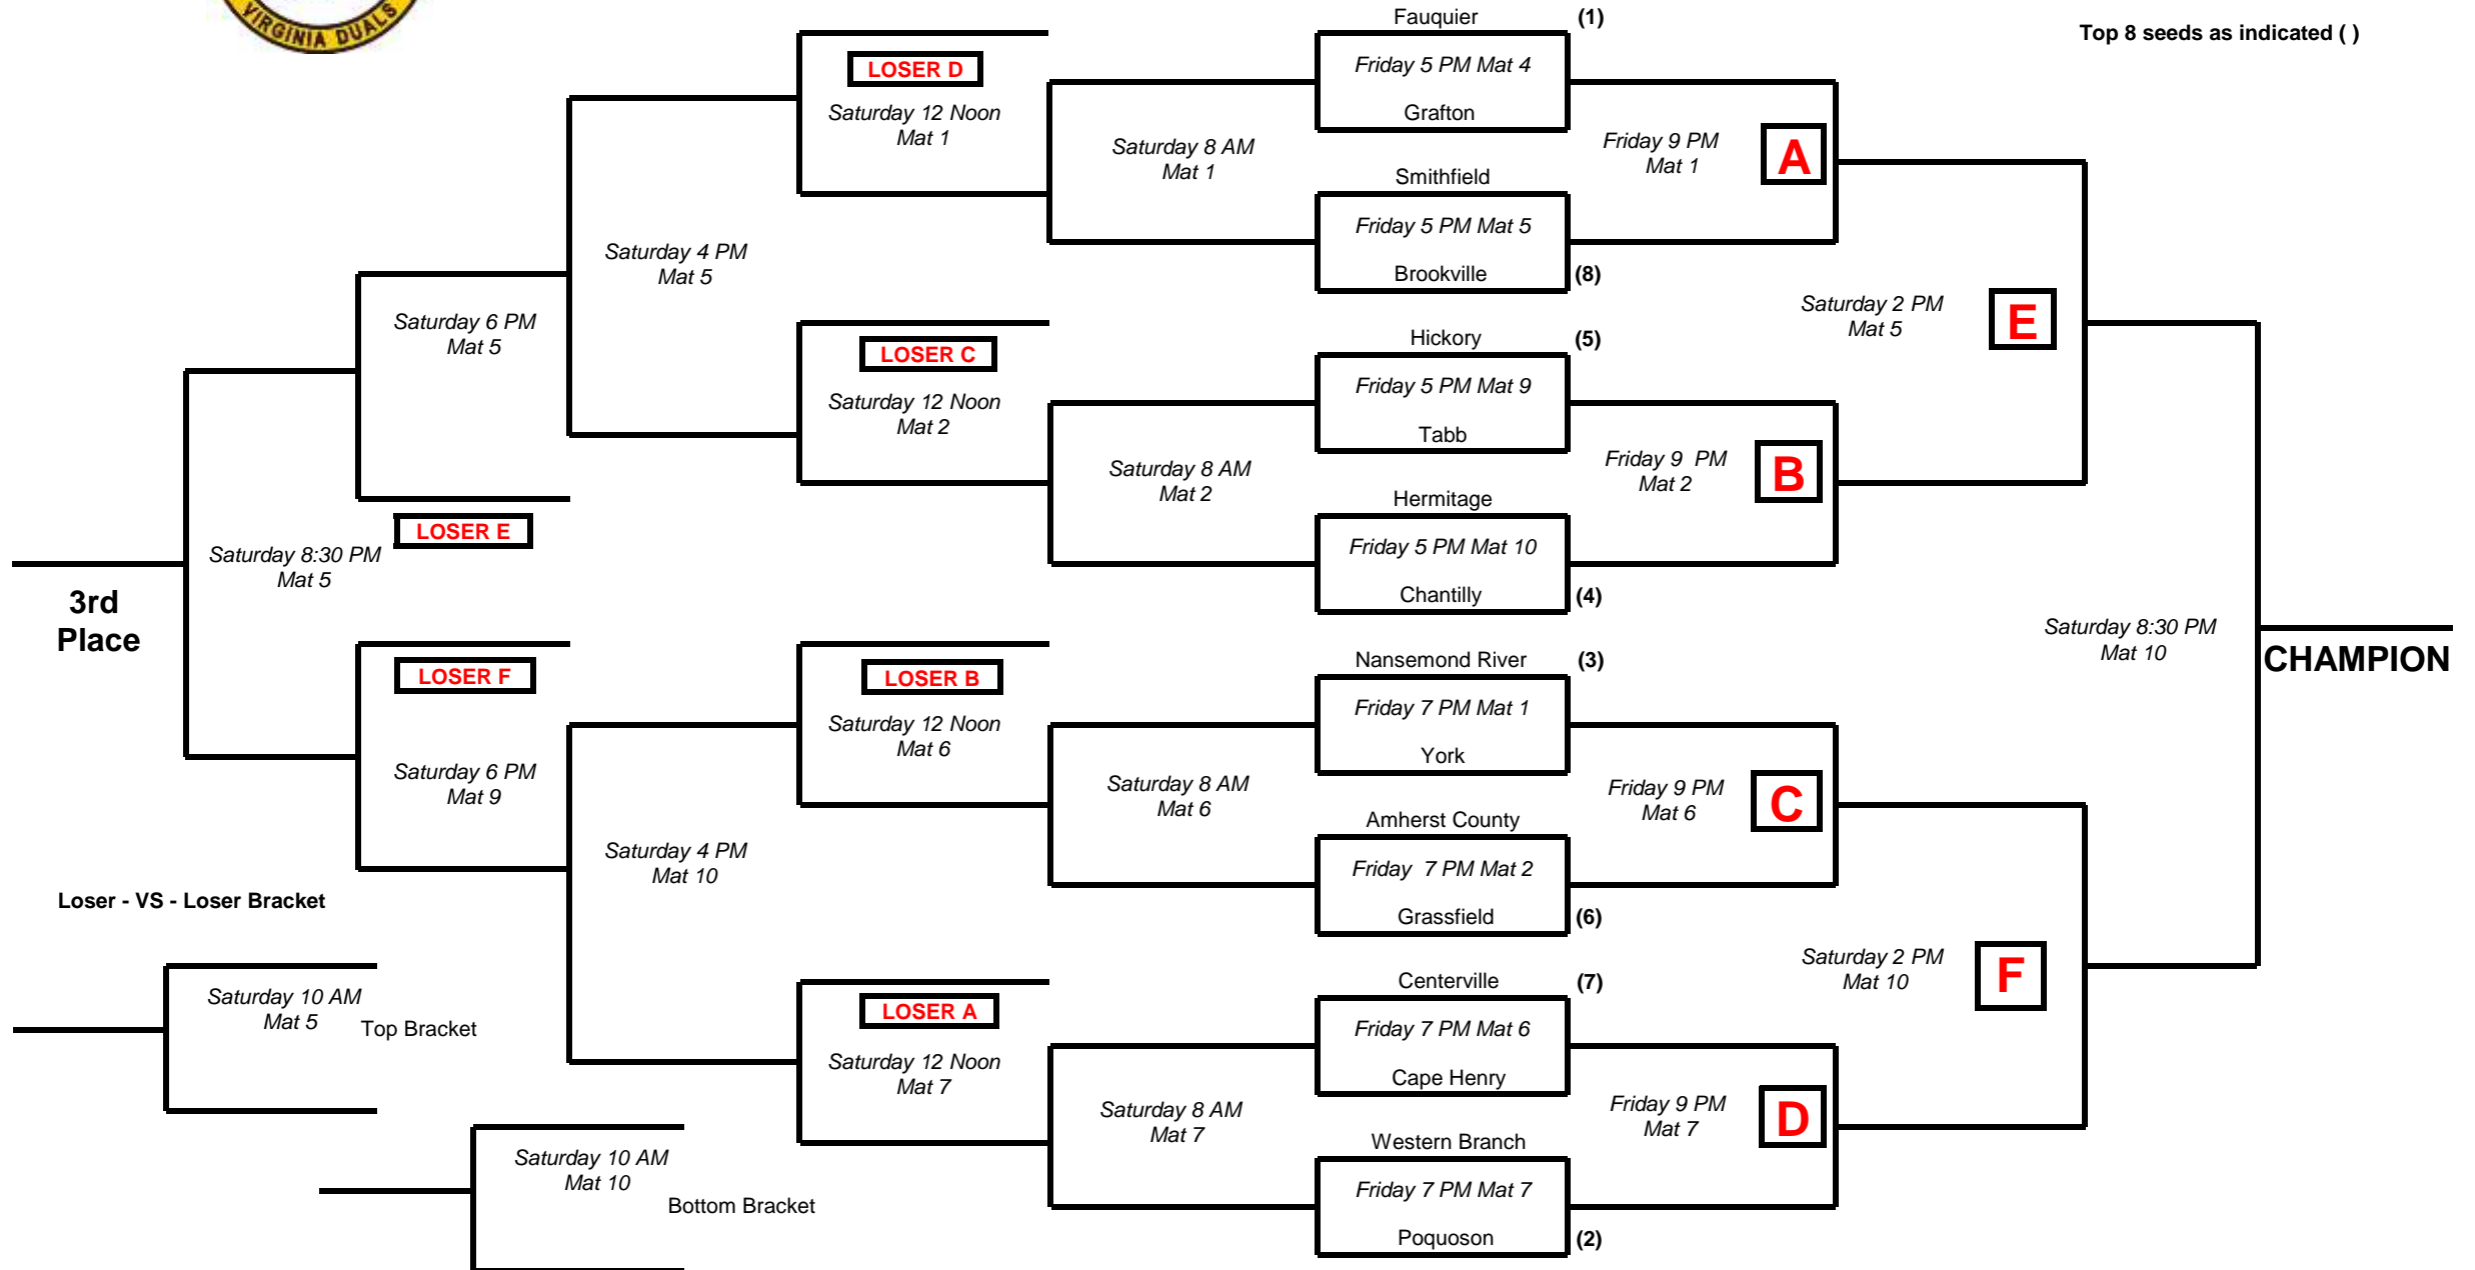 VIRGINIA DUALS
Top 8 seeds as indicated ( )
Fauquier (1)
Friday 5 PM Mat 4
Grafton
Smithfield
Friday 5 PM Mat 5
Brookville (8)
Hickory (5)
Friday 5 PM Mat 9
Tabb
Hermitage
Friday 5 PM Mat 10
Chantilly (4)
Nansemond River (3)
Friday 7 PM Mat 1
York
Amherst County
Friday 7 PM Mat 2
Grassfield (6)
Centerville (7)
Friday 7 PM Mat 6
Cape Henry
Western Branch
Friday 7 PM Mat 7
Poquoson (2)
Friday 9 PM
Mat 1
A
Friday 9 PM
Mat 2
B
Friday 9 PM
Mat 6
C
Friday 9 PM
Mat 7
D
Saturday 2 PM
Mat 5
E
Saturday 2 PM
Mat 10
F
Saturday 8:30 PM
Mat 10
CHAMPION
Saturday 8 AM
Mat 1
Saturday 8 AM
Mat 2
Saturday 8 AM
Mat 6
Saturday 8 AM
Mat 7
LOSER D
Saturday 12 Noon
Mat 1
LOSER C
Saturday 12 Noon
Mat 2
LOSER B
Saturday 12 Noon
Mat 6
LOSER A
Saturday 12 Noon
Mat 7
Saturday 4 PM
Mat 5
Saturday 4 PM
Mat 10
Saturday 6 PM
Mat 5
LOSER E
LOSER F
Saturday 6 PM
Mat 9
Saturday 8:30 PM
Mat 5
3rd
Place
Loser - VS - Loser Bracket
Saturday 10 AM
Mat 5
Top Bracket
Saturday 10 AM
Mat 10
Bottom Bracket